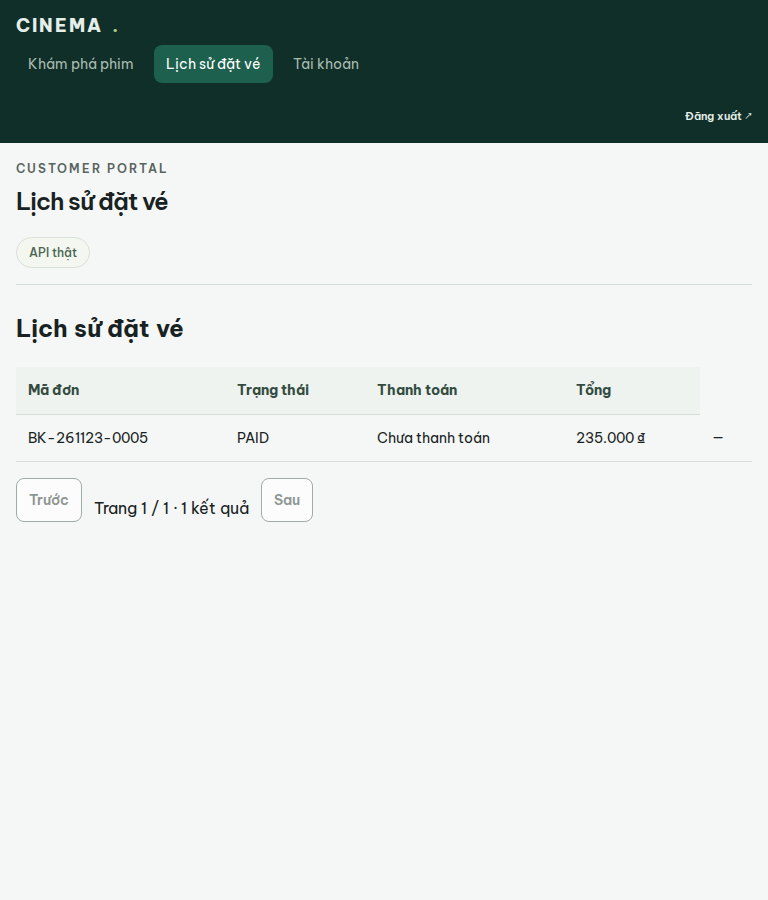 CINEMA .
Khám phá phim Lịch sử đặt vé Tài khoản
Đăng xuất ↗
CUSTOMER PORTAL
Lịch sử đặt vé
API thật
Lịch sử đặt vé
Mã đơn Trạng thái Thanh toán Tổng
BK-261123-0005 PAID Chưa thanh toán 235.000 ₫ —
Trước Trang 1 / 1 · 1 kết quả Sau